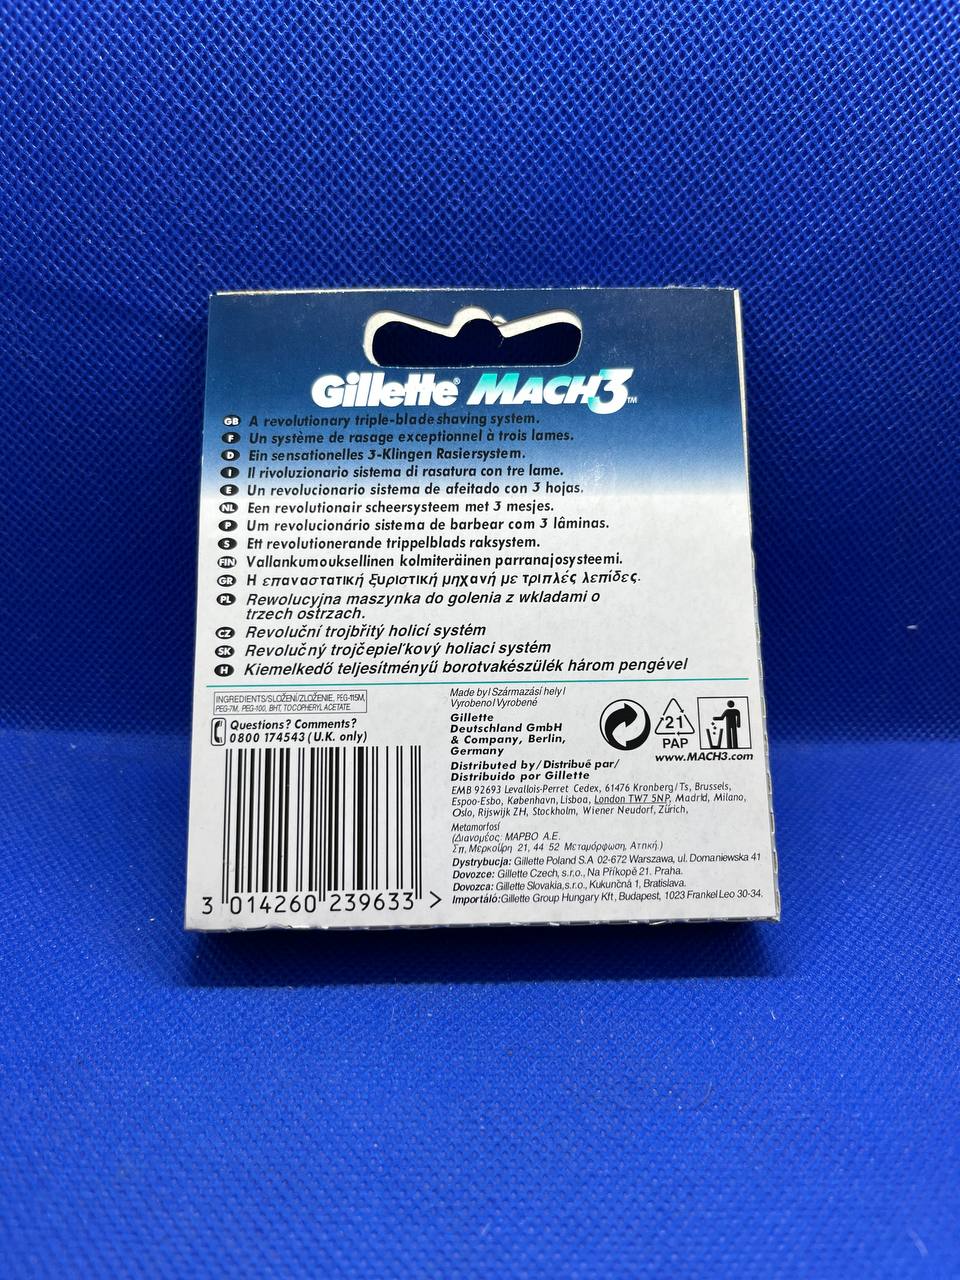 Gillette® MACH3™
GB A revolutionary triple-blade shaving system.
F Un système de rasage exceptionnel à trois lames.
D Ein sensationelles 3-Klingen Rasiersystem.
I Il rivoluzionario sistema di rasatura con tre lame.
E Un revolucionario sistema de afeitado con 3 hojas.
NL Een revolutionair scheersysteem met 3 mesjes.
P Um revolucionário sistema de barbear com 3 lâminas.
S Ett revolutionerande trippelblads raksystem.
FIN Vallankumouksellinen kolmiteräinen parranajosysteemi.
GR Η επαναστατική ξυριστική μηχανή με τριπλές λεπίδες.
PL Rewolucyjna maszynka do golenia z wkladami o
trzech ostrzach.
CZ Revoluční trojbřitý holicí systém
SK Revolučný trojčepieľkový holiaci systém
H Kiemelkedő teljesítményű borotvakészülék három pengével
INGREDIENTS/SLOŽENÍ/ZLOŽENIE, PEG-115M,
PEG-7M, PEG-100, BHT, TOCOPHERYL ACETATE.
Questions? Comments?
0800 174543 (U.K. only)
3 014260 239633 >
Made by I Származási hely I
Vyrobeno I Vyrobené
Gillette
Deutschland GmbH
& Company, Berlin,
Germany
21
PAP
www.MACH3.com
Distributed by/Distribué par/
Distribuido por Gillette
EMB 92693 Levallois-Perret Cedex, 61476 Kronberg/Ts, Brussels,
Espoo-Esbo, København, Lisboa, London TW7 5NP, Madrid, Milano,
Oslo, Rijswijk ZH, Stockholm, Wiener Neudorf, Zürich,
Metamorfosí
(Διανομέος: ΜΑΡΒΟ Α.Ε.
21, 44 52 Μεταμόρφωση, Αττική.)
Dystrybucja: Gillette Poland S.A 02-672 Warszawa, ul. Domaniewska 41
Dovozce: Gillette Czech, s.r.o., Na Příkopě 21. Praha.
Dovozca: Gillette Slovakia, s.r.o., Kukunčná 1, Bratislava.
Importáló: Gillette Group Hungary Kft, Budapest, 1023 Frankel Leo 30-34.